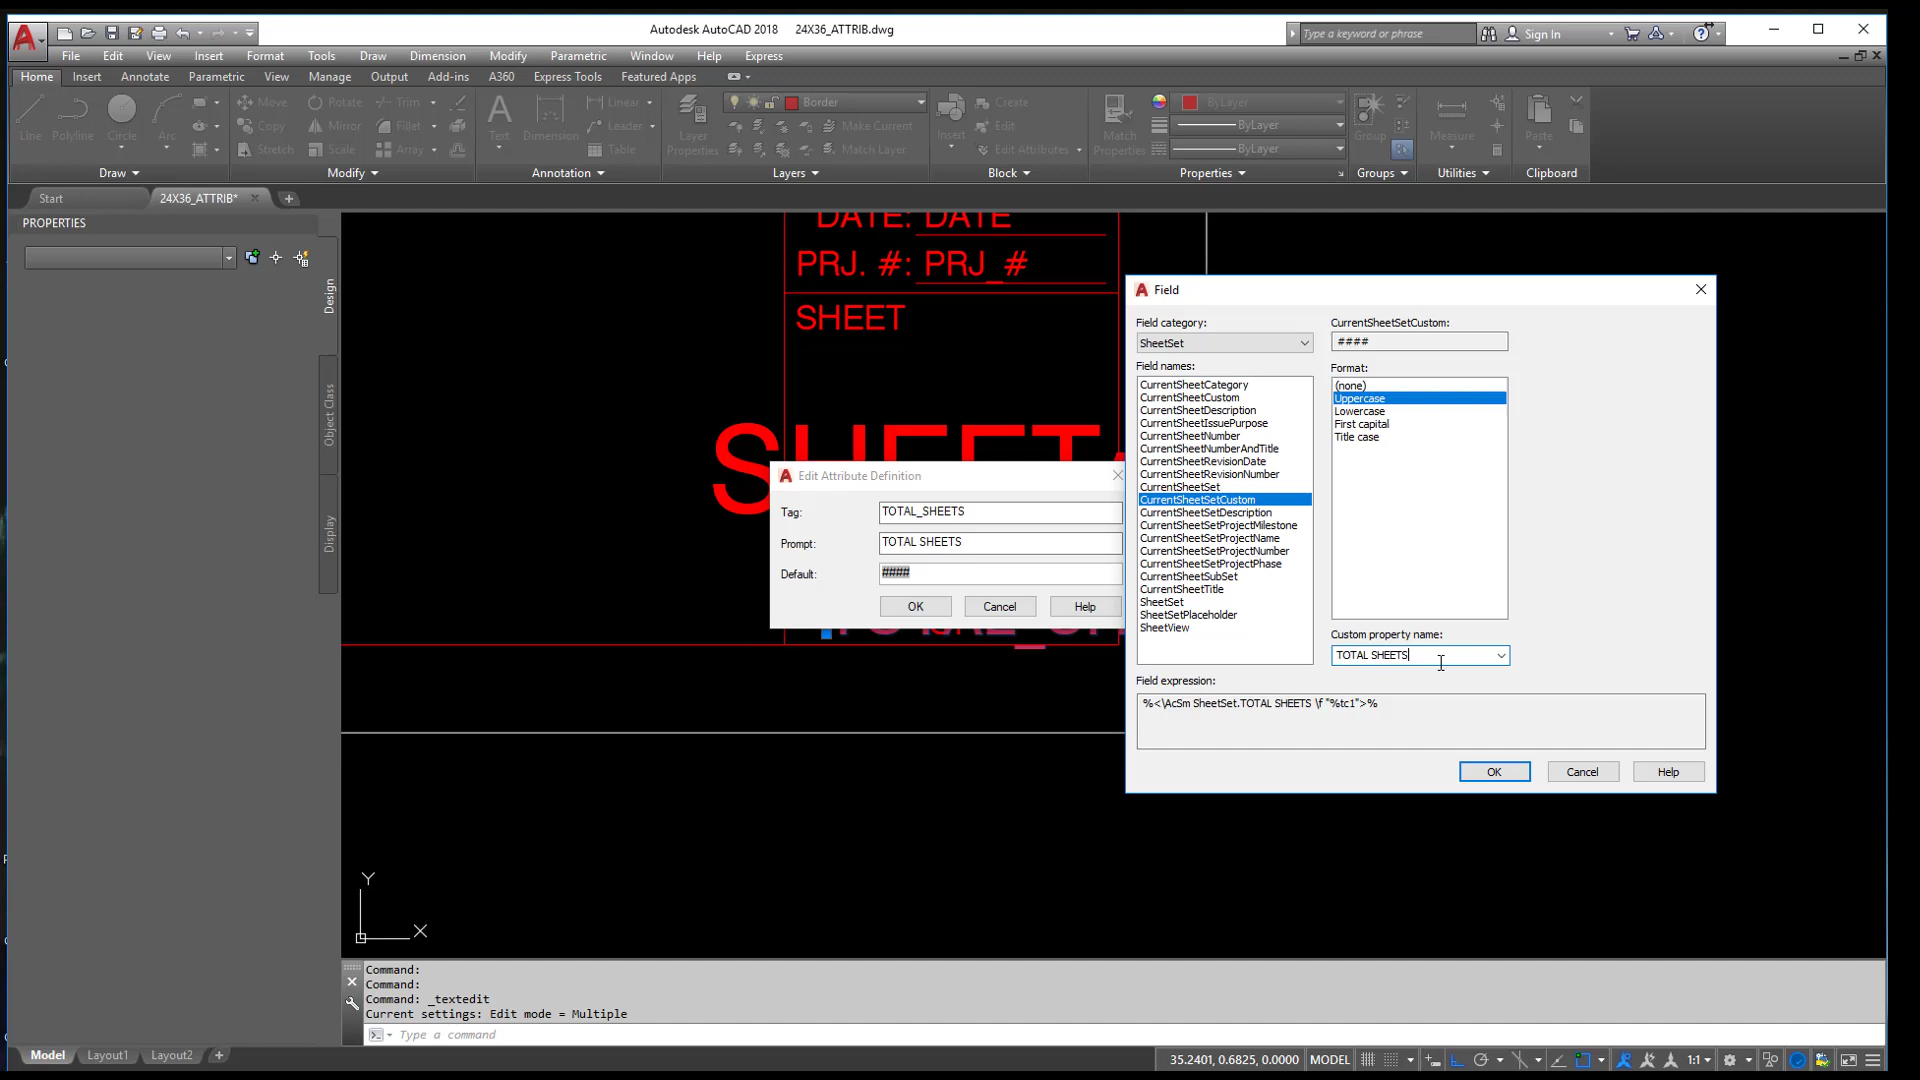 Autodesk AutoCAD 2018 24X36_ATTRIB.dwg
Type a keyword or phrase
Sign In
File Edit View Insert Format Tools Draw Dimension Modify Parametric Window Help Express
Home Insert Annotate Parametric View Manage Output Add-ins A360 Express Tools Featured Apps
Line Polyline Circle Arc
Move Rotate Trim
Copy Mirror Fillet
Stretch Scale Array
Text Dimension
Linear
Leader
Table
Layer Properties
Border
Make Current
Match Layer
Insert
Create
Edit
Edit Attributes
Match Properties
ByLayer
ByLayer
ByLayer
Group
Measure
Paste
Draw Modify Annotation Layers Block Properties Groups Utilities Clipboard
Start 24X36_ATTRIB*
PROPERTIES
Design
Object Class
Display
DATE: DATE
PRJ. #: PRJ_#
SHEET
SHEET
Edit Attribute Definition
Tag: TOTAL_SHEETS
Prompt: TOTAL SHEETS
Default: ####
OK Cancel Help
Field
Field category:
SheetSet
Field names:
CurrentSheetCategory
CurrentSheetCustom
CurrentSheetDescription
CurrentSheetIssuePurpose
CurrentSheetNumber
CurrentSheetNumberAndTitle
CurrentSheetRevisionDate
CurrentSheetRevisionNumber
CurrentSheetSet
CurrentSheetSetCustom
CurrentSheetSetDescription
CurrentSheetSetProjectMilestone
CurrentSheetSetProjectName
CurrentSheetSetProjectNumber
CurrentSheetSetProjectPhase
CurrentSheetSubSet
CurrentSheetTitle
SheetSet
SheetSetPlaceholder
SheetView
CurrentSheetSetCustom:
####
Format:
(none)
Uppercase
Lowercase
First capital
Title case
Custom property name:
TOTAL SHEETS
Field expression:
%<\AcSm SheetSet.TOTAL SHEETS \f "%tc1">%
OK Cancel Help
Y
X
Command:
Command:
Command: _textedit
Current settings: Edit mode = Multiple
Type a command
Model Layout1 Layout2
35.2401, 0.6825, 0.0000 MODEL
1:1